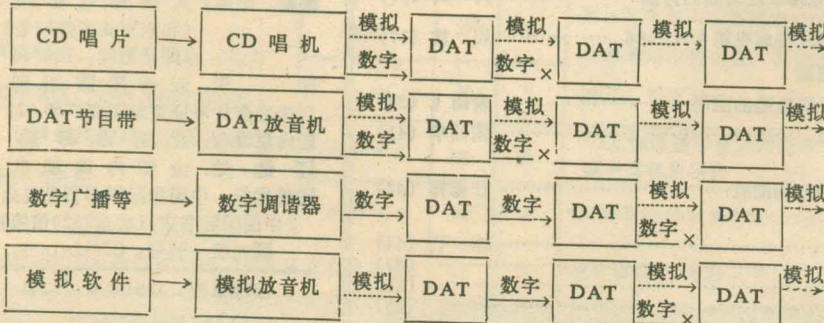 CD 唱片 CD 唱机 模拟 数字 DAT 模拟 数字× DAT 模拟 DAT 模拟
DAT节目带 DAT放音机 模拟 数字 DAT 模拟 数字× DAT 模拟 DAT 模拟
数字广播等 数字调谐器 数字 DAT 数字 DAT 模拟 数字× DAT 模拟
模拟软件 模拟放音机 模拟 DAT 数字 DAT 模拟 数字× DAT 模拟